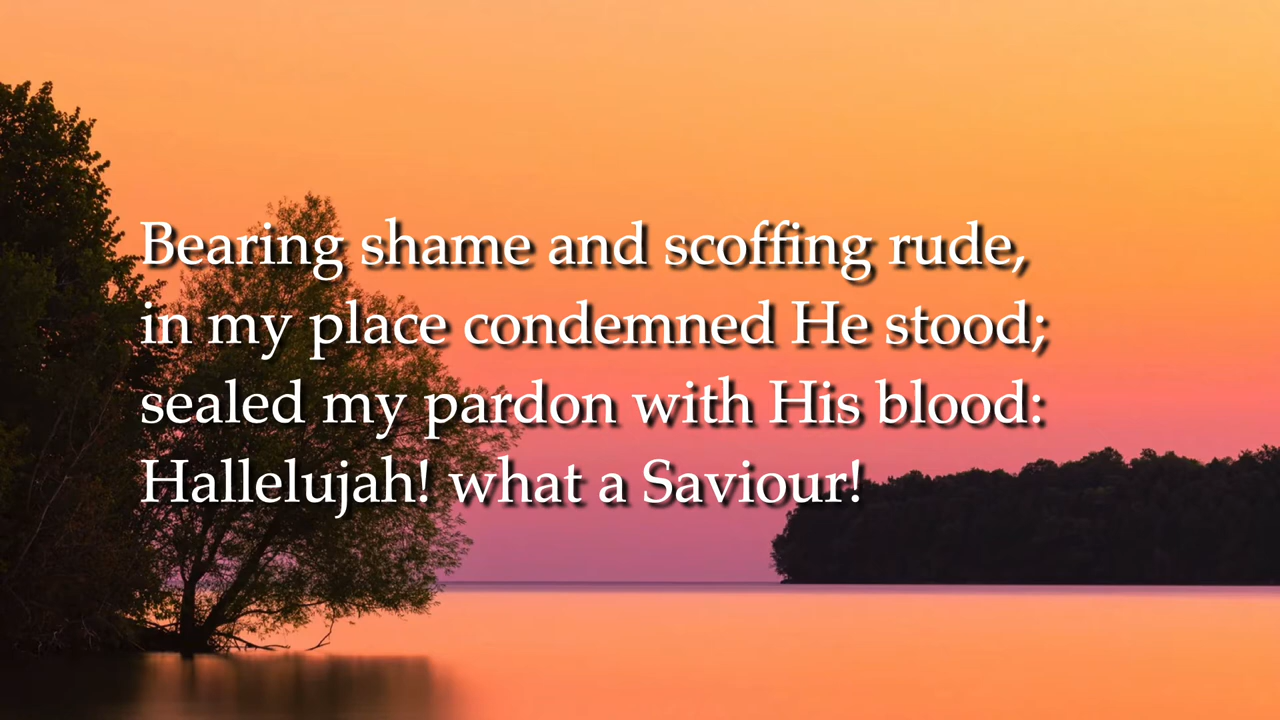 Bearing shame and scoffing rude,
in my place condemned He stood;
sealed my pardon with His blood:
Hallelujah! what a Saviour!